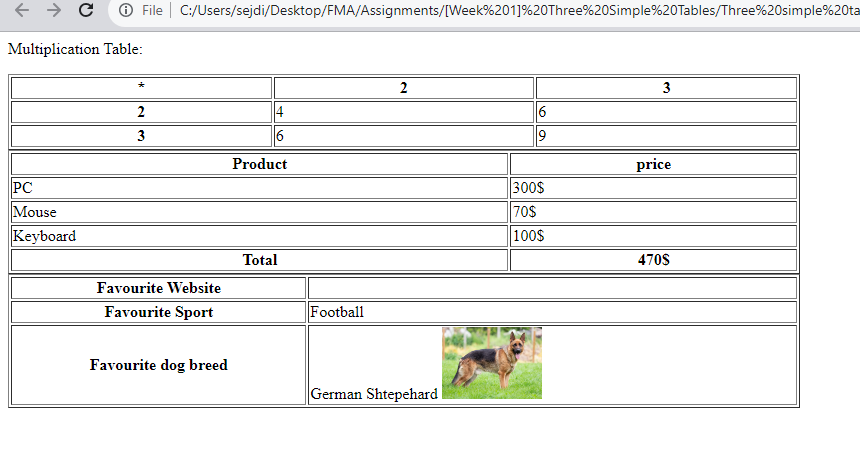 File C:/Users/sejdi/Desktop/FMA/Assignments/[Week%201]%20Three%20Simple%20Tables/Three%20simple%20ta
Multiplication Table:
* 2 3
2 4 6
3 6 9
Product price
PC 300$
Mouse 70$
Keyboard 100$
Total 470$
Favourite Website
Favourite Sport Football
Favourite dog breed German Shtepehard